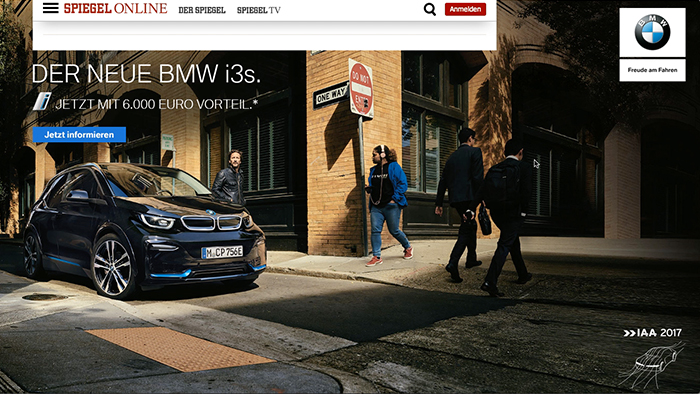 SPIEGEL ONLINE DER SPIEGEL SPIEGEL TV Anmelden
BMW
Freude am Fahren
DER NEUE BMW i3s.
i JETZT MIT 6.000 EURO VORTEIL.*
Jetzt informieren
DO NOT
ENTER
ONE WAY
M CP 756E
>>IAA 2017